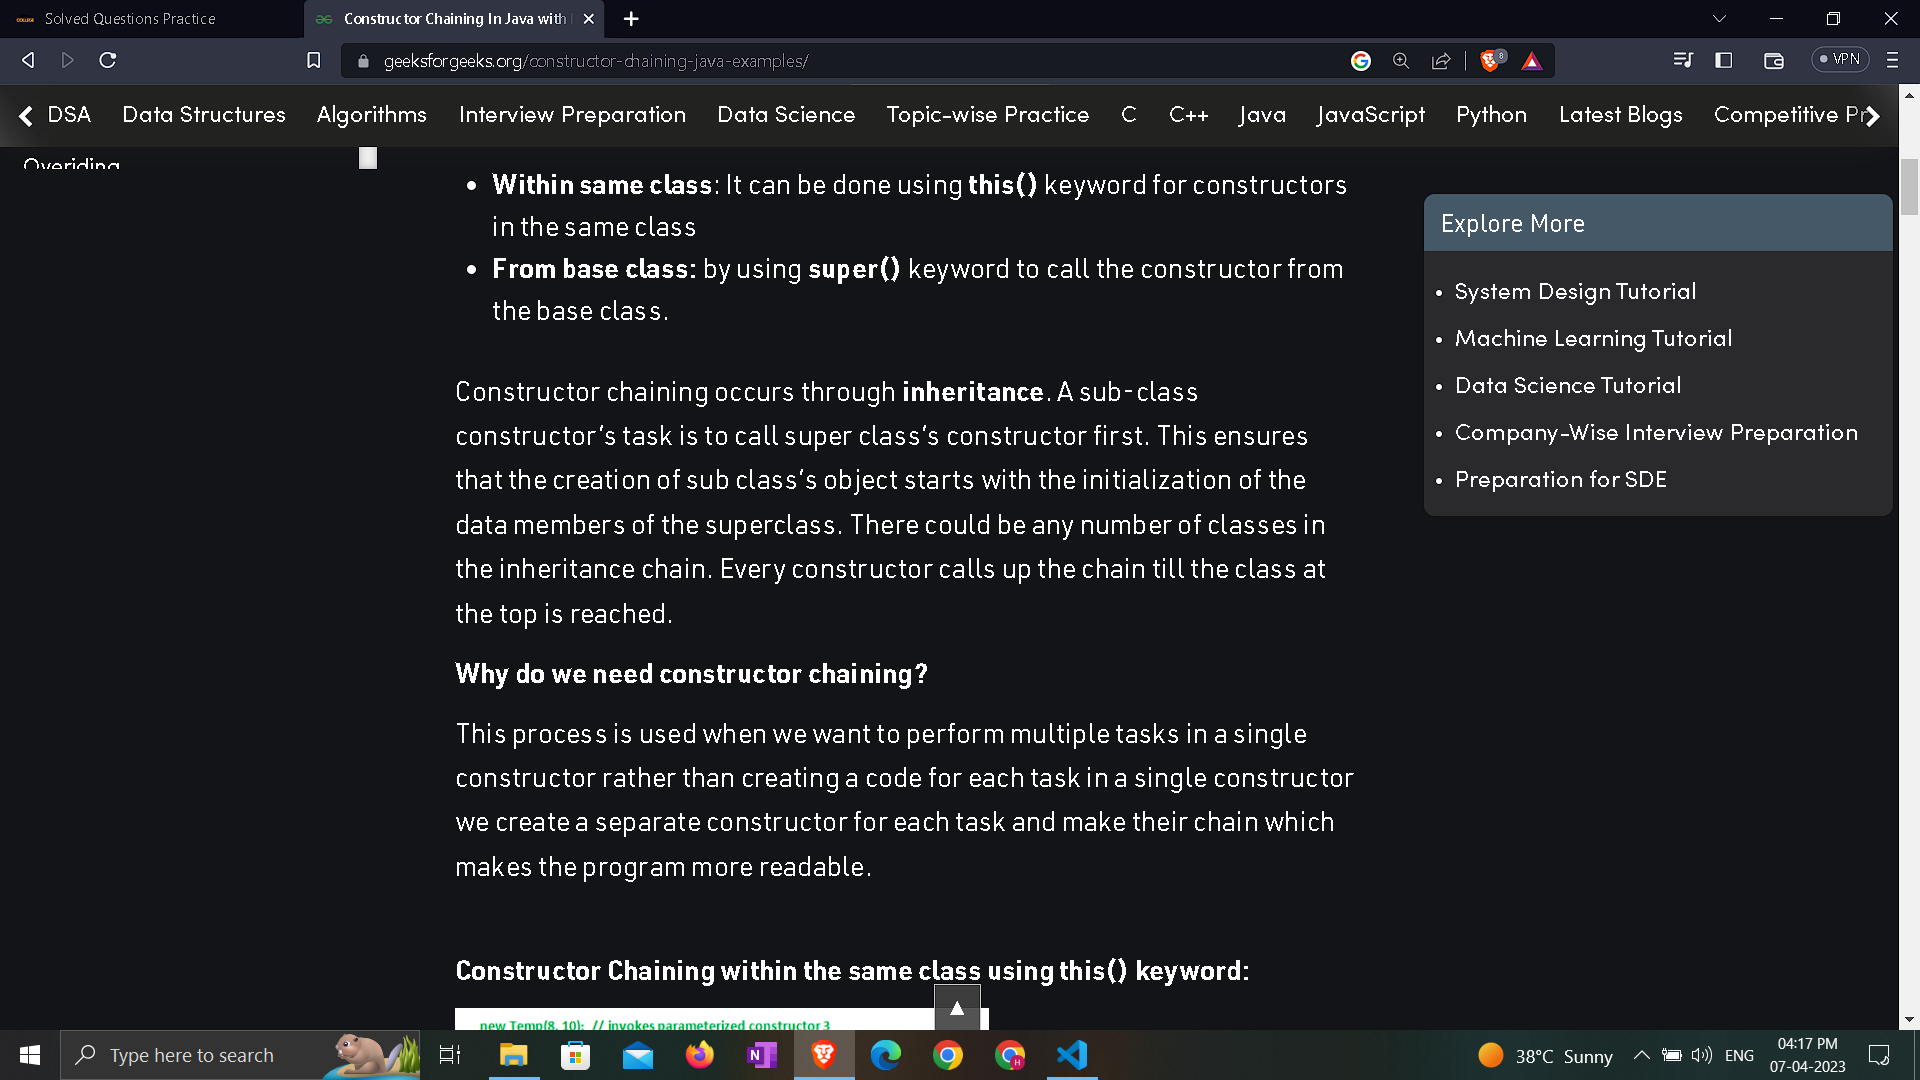 Solved Questions Practice
Constructor Chaining In Java with
geeksforgeeks.org/constructor-chaining-java-examples/
8
VPN
DSA Data Structures Algorithms Interview Preparation Data Science Topic-wise Practice C C++ Java JavaScript Python Latest Blogs Competitive Pr
Overiding
• Within same class: It can be done using this() keyword for constructors
in the same class
• From base class: by using super() keyword to call the constructor from
the base class.
Constructor chaining occurs through inheritance. A sub-class
constructor’s task is to call super class’s constructor first. This ensures
that the creation of sub class’s object starts with the initialization of the
data members of the superclass. There could be any number of classes in
the inheritance chain. Every constructor calls up the chain till the class at
the top is reached.
Why do we need constructor chaining?
This process is used when we want to perform multiple tasks in a single
constructor rather than creating a code for each task in a single constructor
we create a separate constructor for each task and make their chain which
makes the program more readable.
Constructor Chaining within the same class using this() keyword:
new Temp(8, 10); // invokes parameterized constructor 3
Explore More
• System Design Tutorial
• Machine Learning Tutorial
• Data Science Tutorial
• Company-Wise Interview Preparation
• Preparation for SDE
Type here to search
38°C Sunny
ENG
04:17 PM
07-04-2023